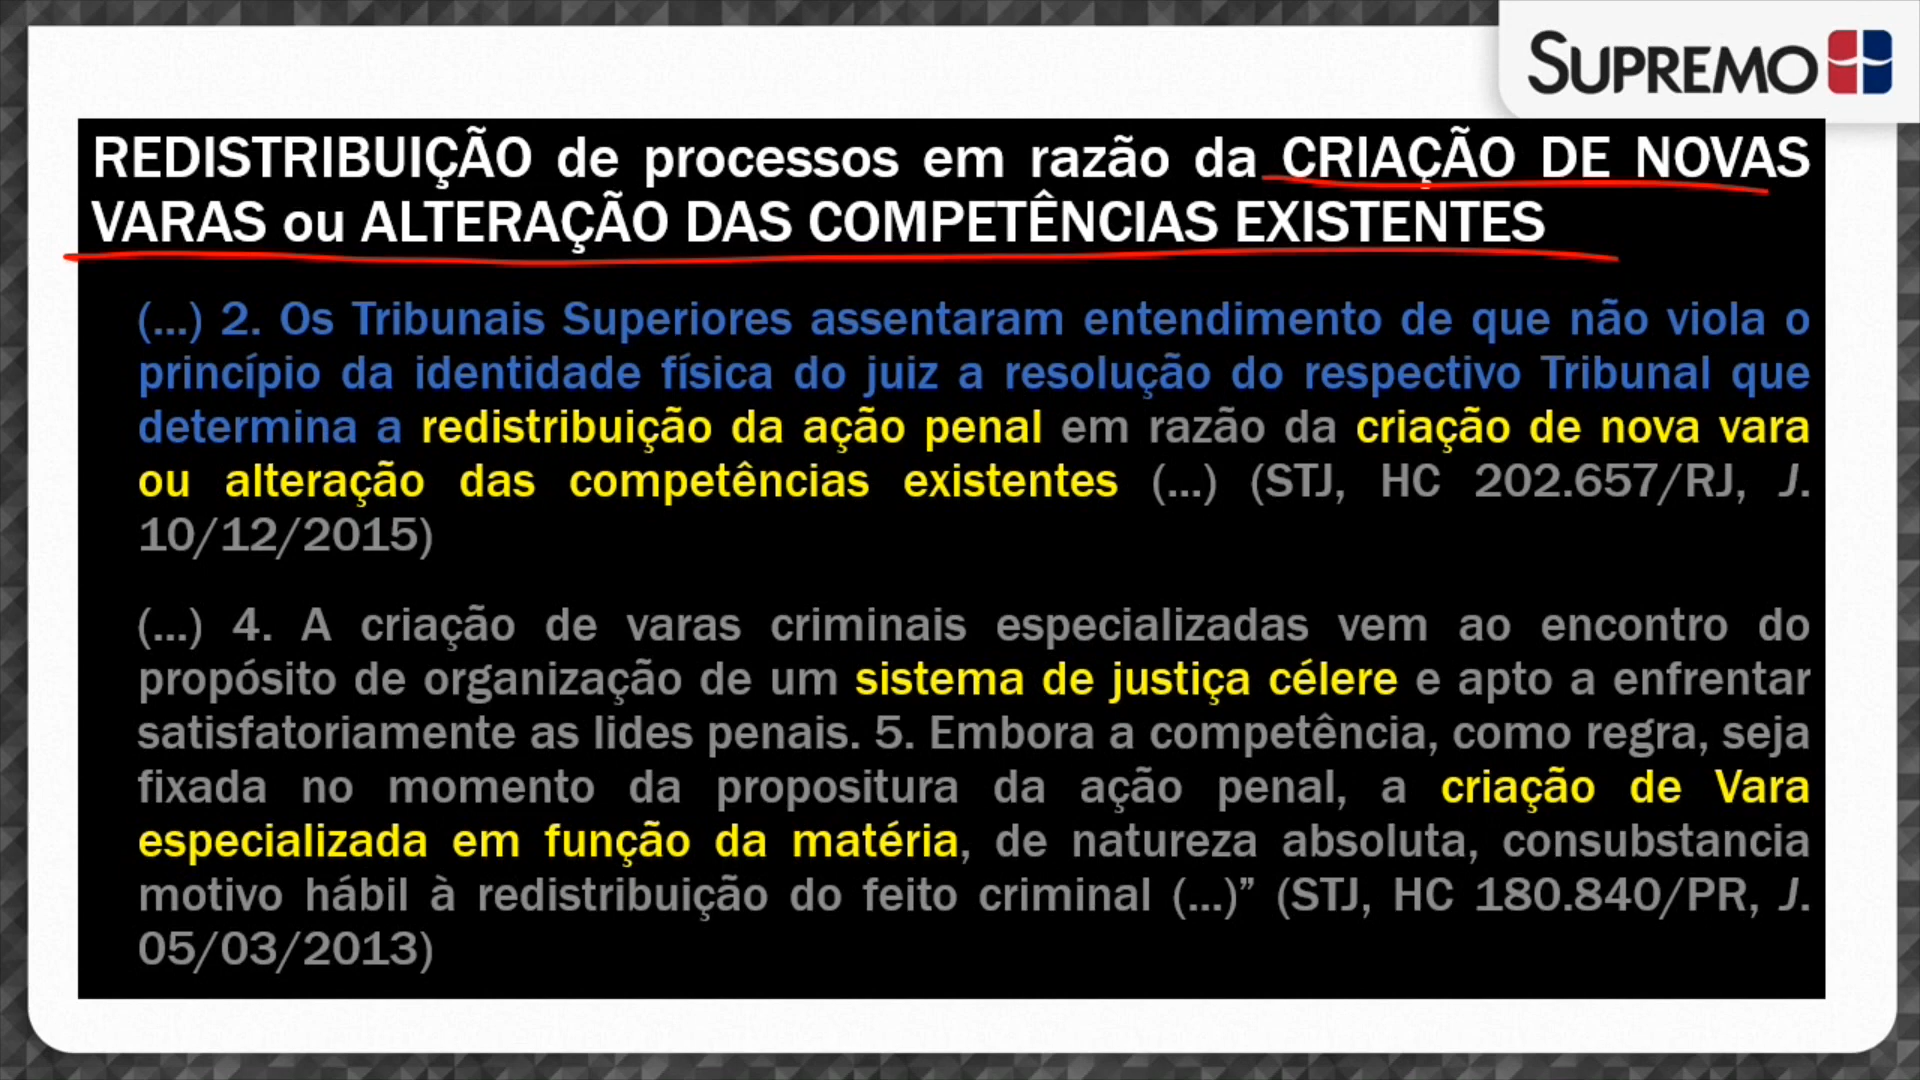 SUPREMO
REDISTRIBUIÇÃO de processos em razão da CRIAÇÃO DE NOVAS
VARAS ou ALTERAÇÃO DAS COMPETÊNCIAS EXISTENTES
(...) 2. Os Tribunais Superiores assentaram entendimento de que não viola o
princípio da identidade física do juiz a resolução do respectivo Tribunal que
determina a redistribuição da ação penal em razão da criação de nova vara
ou alteração das competências existentes (...) (STJ, HC 202.657/RJ, J.
10/12/2015)
(...) 4. A criação de varas criminais especializadas vem ao encontro do
propósito de organização de um sistema de justiça célere e apto a enfrentar
satisfatoriamente as lides penais. 5. Embora a competência, como regra, seja
fixada no momento da propositura da ação penal, a criação de Vara
especializada em função da matéria, de natureza absoluta, consubstancia
motivo hábil à redistribuição do feito criminal (...)” (STJ, HC 180.840/PR, J.
05/03/2013)